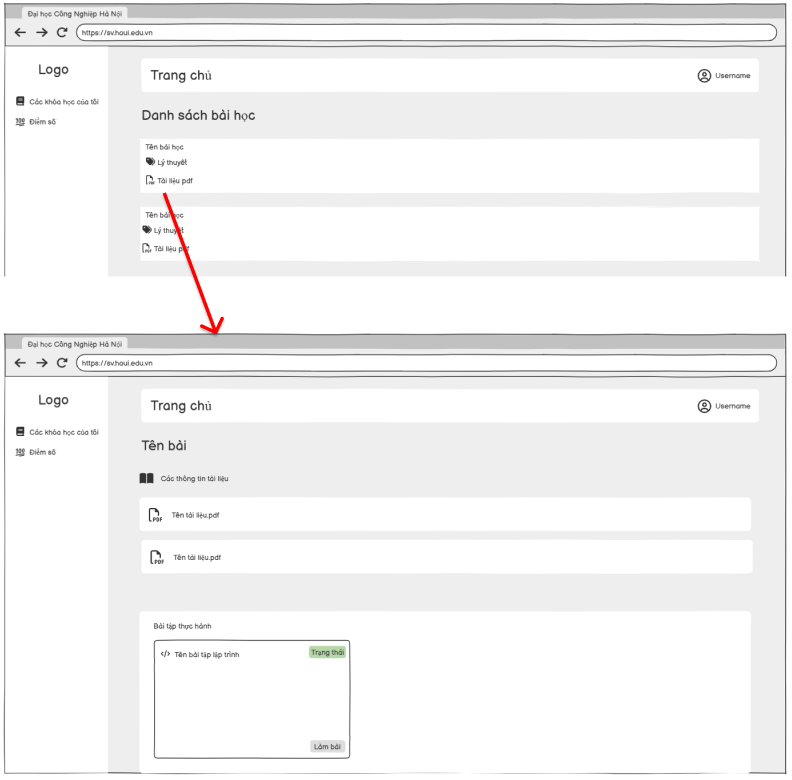 Đại học Công Nghiệp Hà Nội
https://sv.haui.edu.vn
Logo
Trang chủ
Username
Các khóa học của tôi
Điểm số
Danh sách bài học
Tên bài học
Lý thuyết
PDF Tài liệu pdf
Tên bài học
Lý thuyết
PDF Tài liệu pdf
Đại học Công Nghiệp Hà Nội
https://sv.haui.edu.vn
Logo
Trang chủ
Username
Các khóa học của tôi
Điểm số
Tên bài
Các thông tin tài liệu
PDF Tên tài liệu.pdf
PDF Tên tài liệu.pdf
Bài tập thực hành
</> Tên bài tập lập trình
Trạng thái
Làm bài